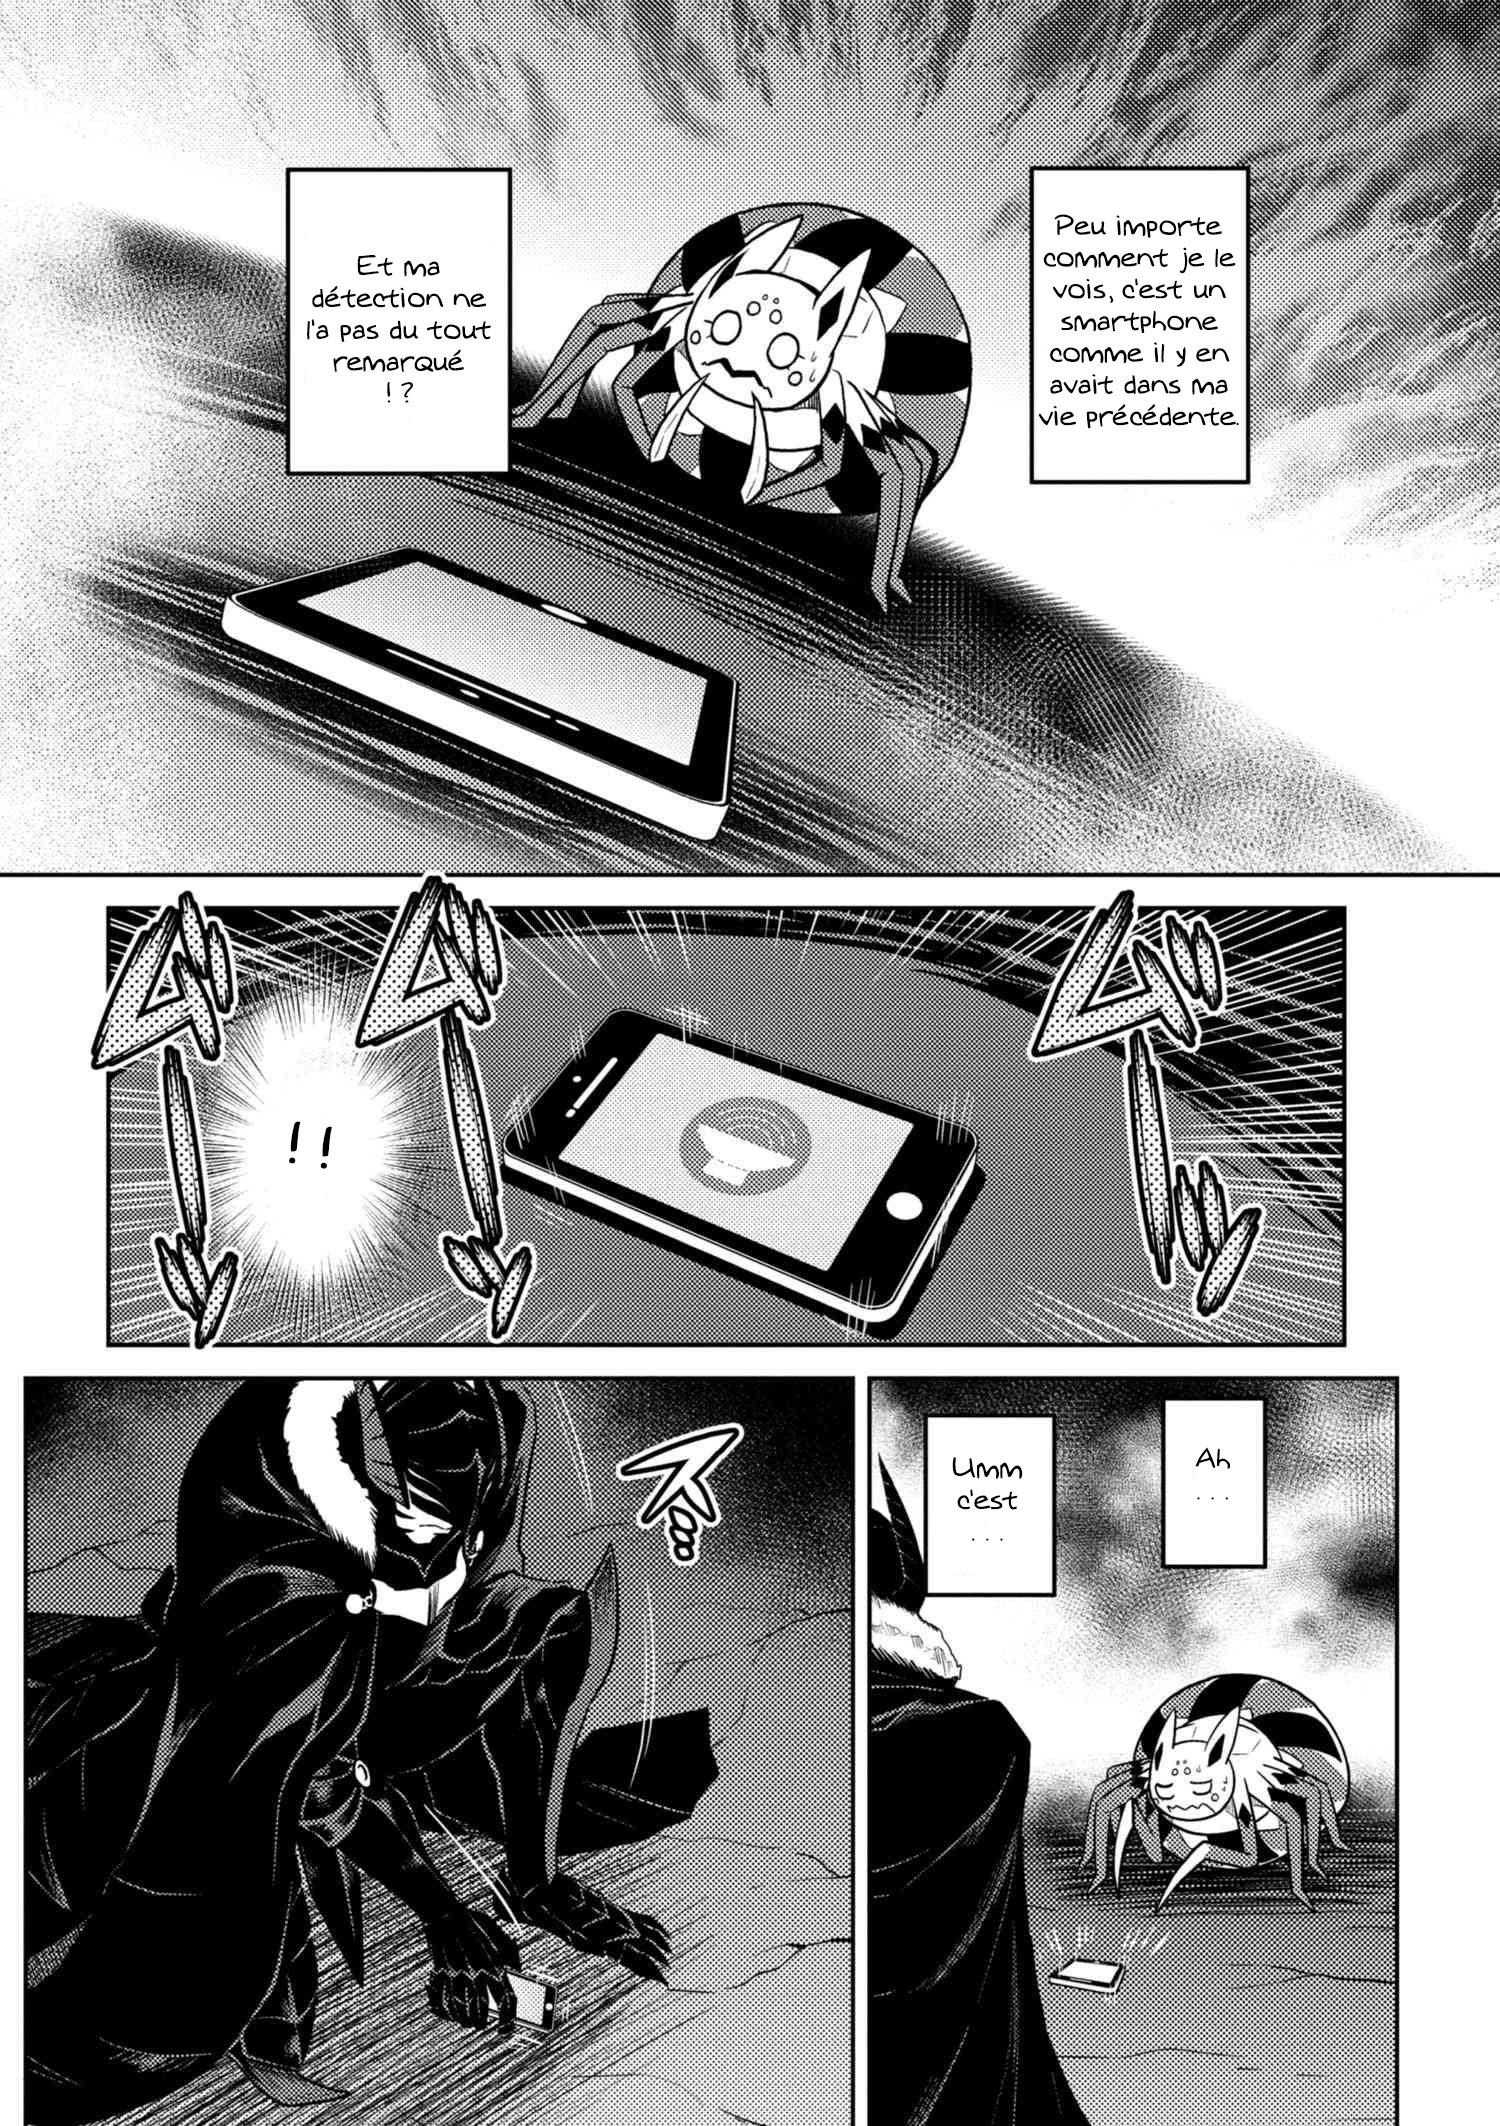 Peu importe
comment je le
vois, c'est un
smartphone
comme il y en
avait dans ma
vie précédente.
Et ma
détection ne
l'a pas du tout
remarqué
!?
!!
Ah
...
Umm
c'est
...